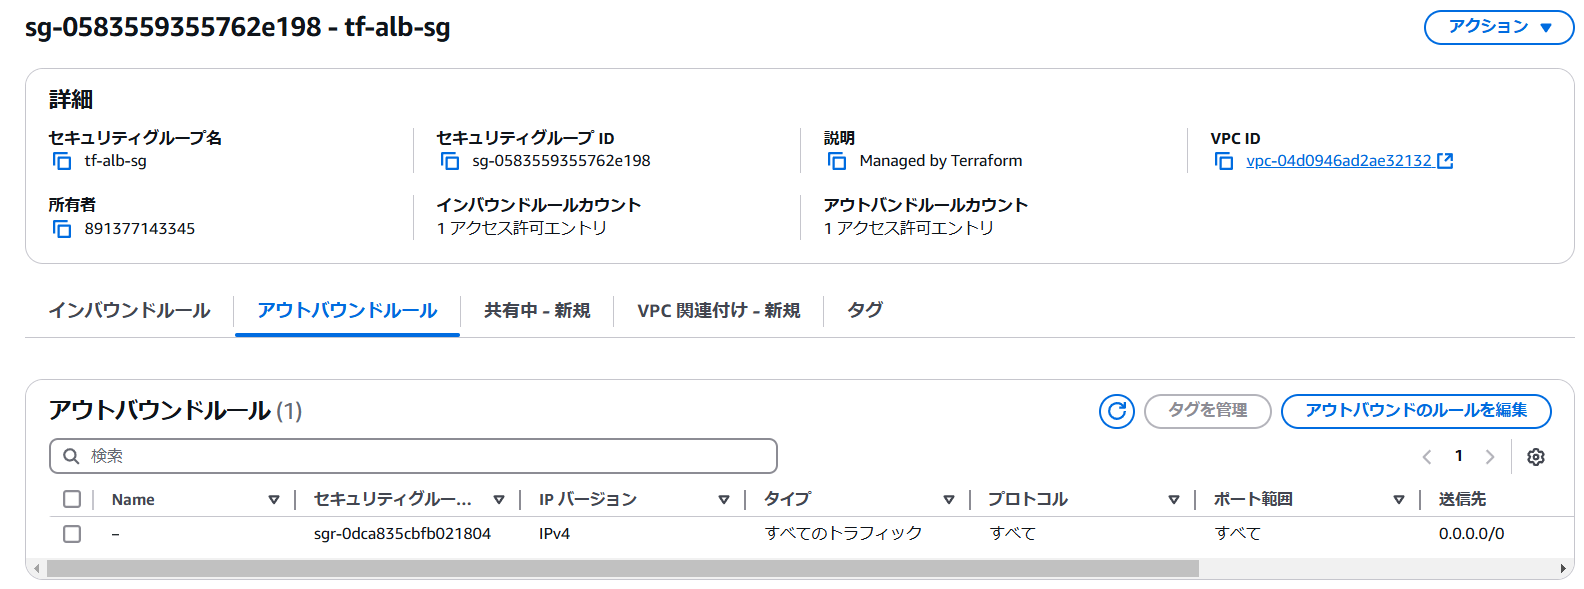 sg-0583559355762e198 - tf-alb-sg
アクション
詳細
セキュリティグループ名
tf-alb-sg
セキュリティグループ ID
sg-0583559355762e198
説明
Managed by Terraform
VPC ID
vpc-04d0946ad2ae32132
所有者
891377143345
インバウンドルールカウント
1 アクセス許可エントリ
アウトバンドルールカウント
1 アクセス許可エントリ
インバウンドルール
アウトバウンドルール
共有中 - 新規
VPC 関連付け - 新規
タグ
アウトバウンドルール (1)
タグを管理
アウトバウンドのルールを編集
検索
1
Name セキュリティグルー... IP バージョン タイプ プロトコル ポート範囲 送信先
– sgr-0dca835cbfb021804 IPv4 すべてのトラフィック すべて すべて 0.0.0.0/0